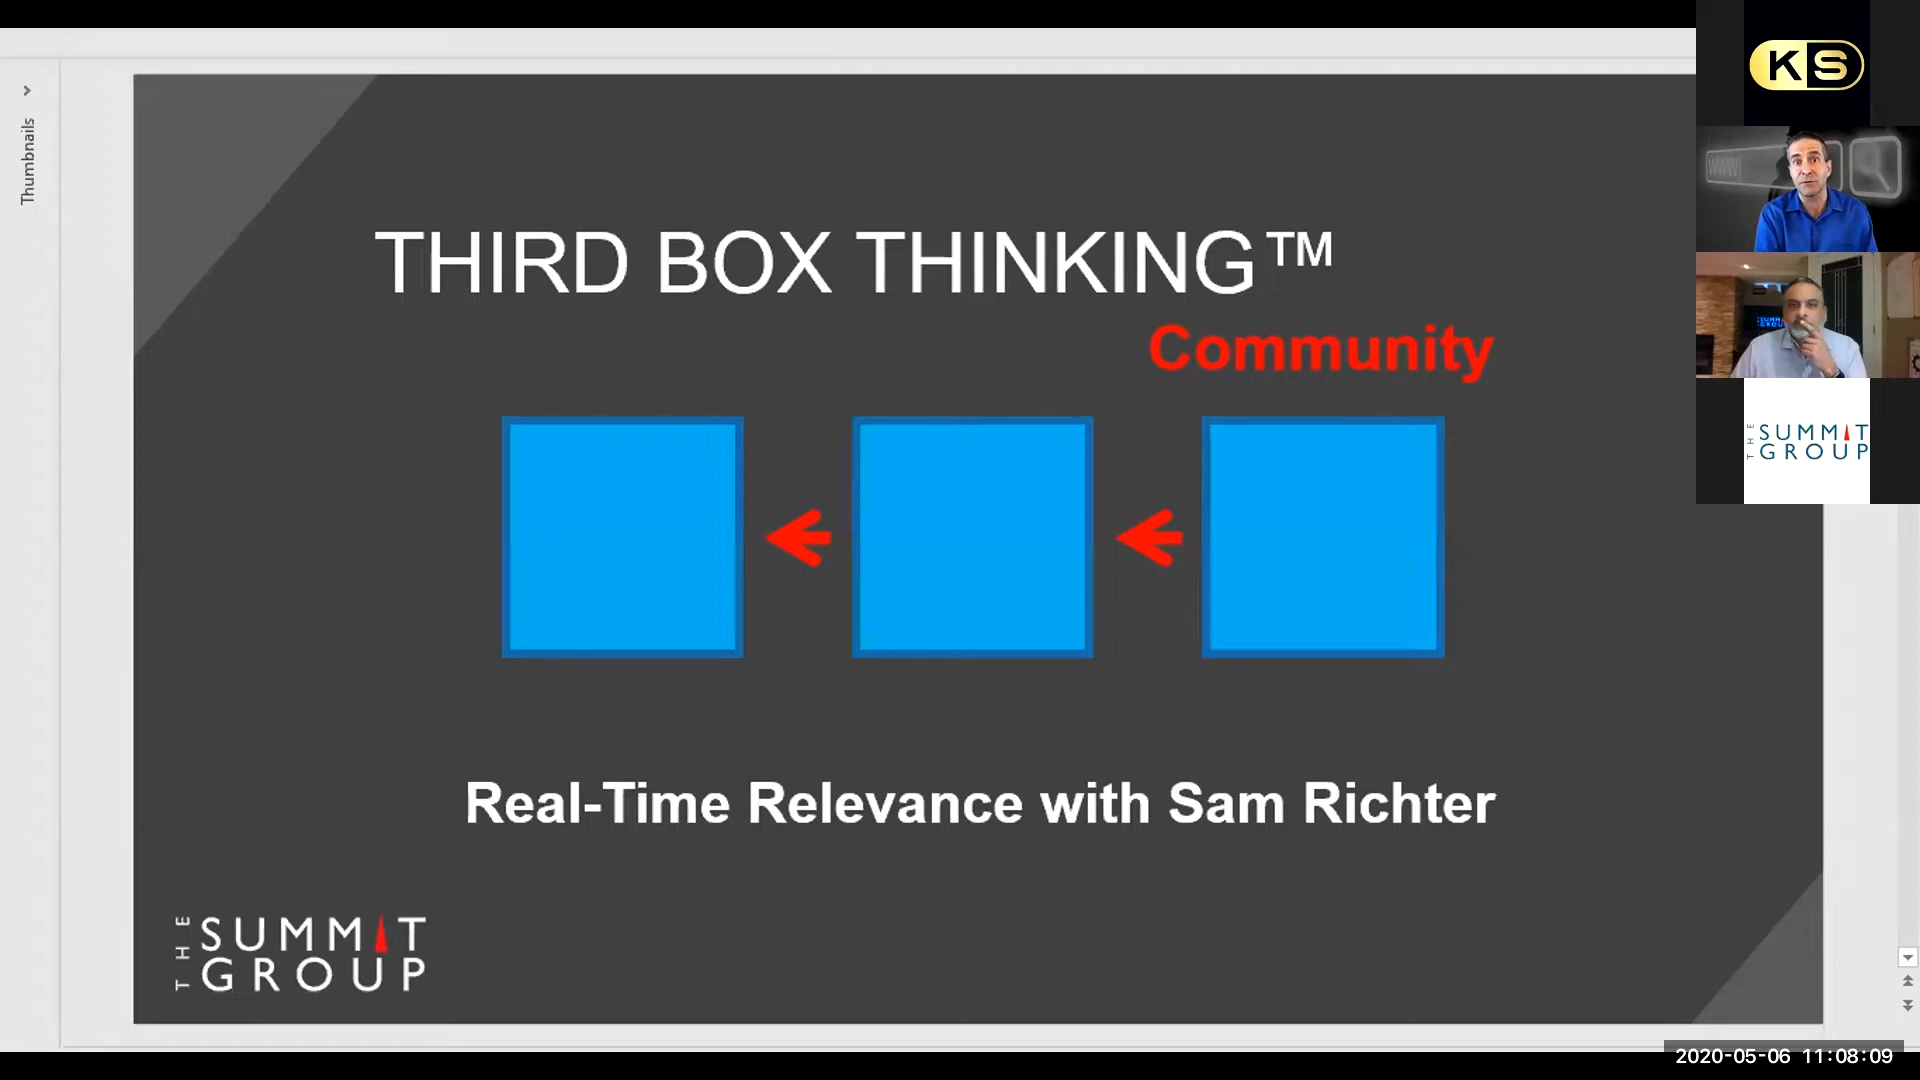 Thumbnails
THIRD BOX THINKING™
Community
Real-Time Relevance with Sam Richter
THE
SUMMIT
GROUP
KS
www
THE
SUMMIT
GROUP
2020-05-06 11:08:09